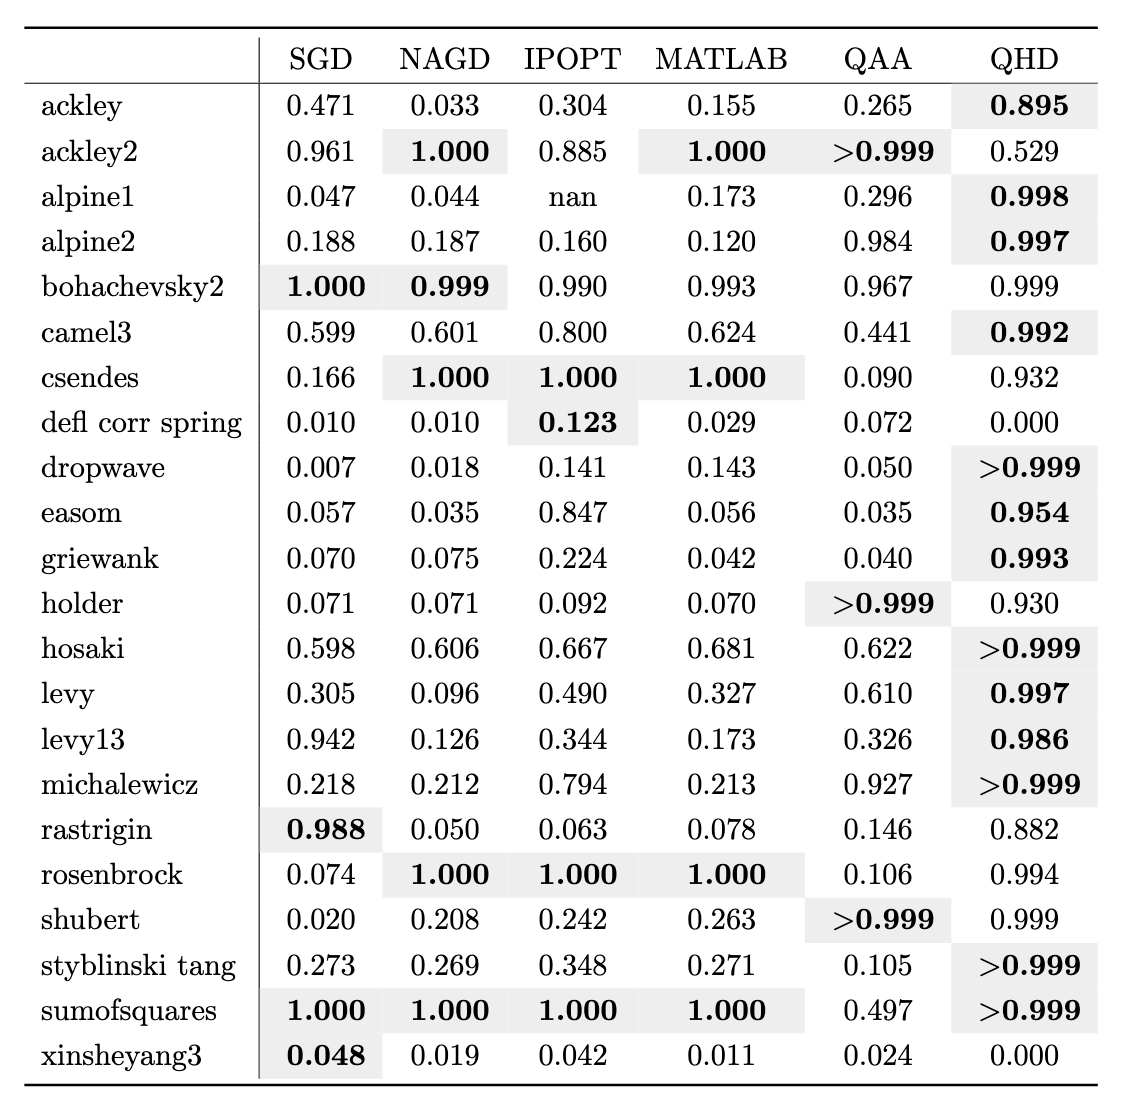 SGD NAGD IPOPT MATLAB QAA QHD
ackley 0.471 0.033 0.304 0.155 0.265 0.895
ackley2 0.961 1.000 0.885 1.000 >0.999 0.529
alpine1 0.047 0.044 nan 0.173 0.296 0.998
alpine2 0.188 0.187 0.160 0.120 0.984 0.997
bohachevsky2 1.000 0.999 0.990 0.993 0.967 0.999
camel3 0.599 0.601 0.800 0.624 0.441 0.992
csendes 0.166 1.000 1.000 1.000 0.090 0.932
defl corr spring 0.010 0.010 0.123 0.029 0.072 0.000
dropwave 0.007 0.018 0.141 0.143 0.050 >0.999
easom 0.057 0.035 0.847 0.056 0.035 0.954
griewank 0.070 0.075 0.224 0.042 0.040 0.993
holder 0.071 0.071 0.092 0.070 >0.999 0.930
hosaki 0.598 0.606 0.667 0.681 0.622 >0.999
levy 0.305 0.096 0.490 0.327 0.610 0.997
levy13 0.942 0.126 0.344 0.173 0.326 0.986
michalewicz 0.218 0.212 0.794 0.213 0.927 >0.999
rastrigin 0.988 0.050 0.063 0.078 0.146 0.882
rosenbrock 0.074 1.000 1.000 1.000 0.106 0.994
shubert 0.020 0.208 0.242 0.263 >0.999 0.999
styblinski tang 0.273 0.269 0.348 0.271 0.105 >0.999
sumofsquares 1.000 1.000 1.000 1.000 0.497 >0.999
xinsheyang3 0.048 0.019 0.042 0.011 0.024 0.000